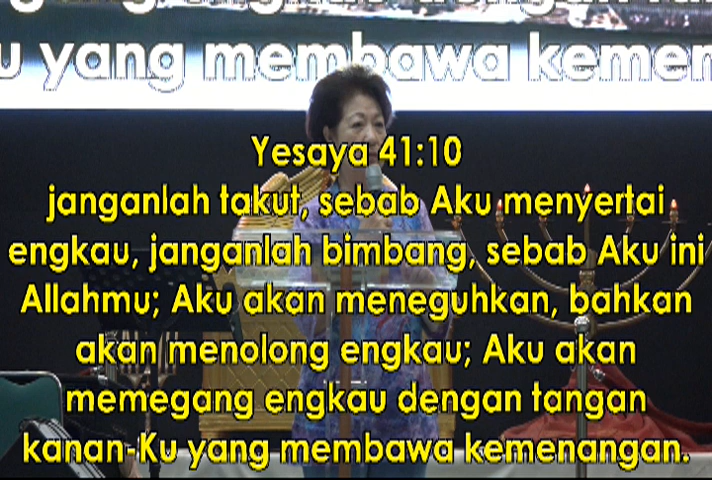 yang membawa
Yesaya 41:10
janganlah takut, sebab Aku menyertai
engkau, janganlah bimbang, sebab Aku ini
Allahmu; Aku akan meneguhkan, bahkan
akan menolong engkau; Aku akan
memegang engkau dengan tangan
kanan-Ku yang membawa kemenangan.